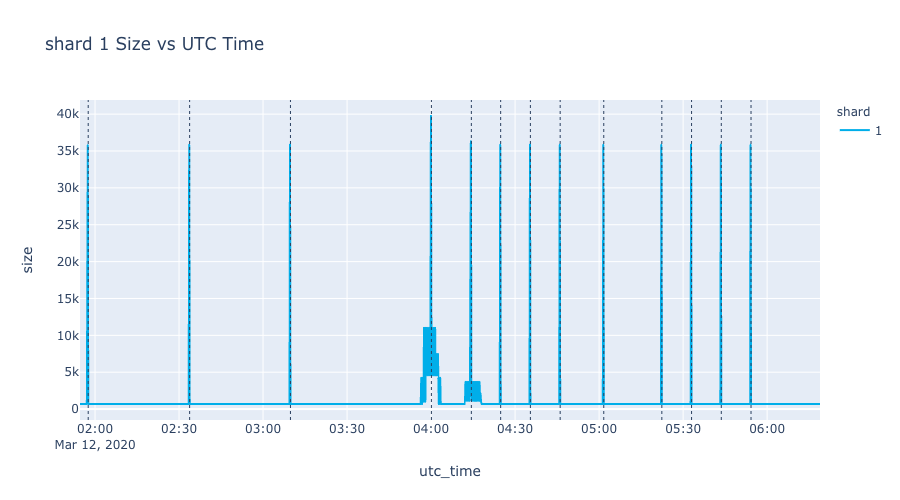 shard 1 Size vs UTC Time
shard
1
size
40k
35k
30k
25k
20k
15k
10k
5k
0
02:00 02:30 03:00 03:30 04:00 04:30 05:00 05:30 06:00
Mar 12, 2020
utc_time